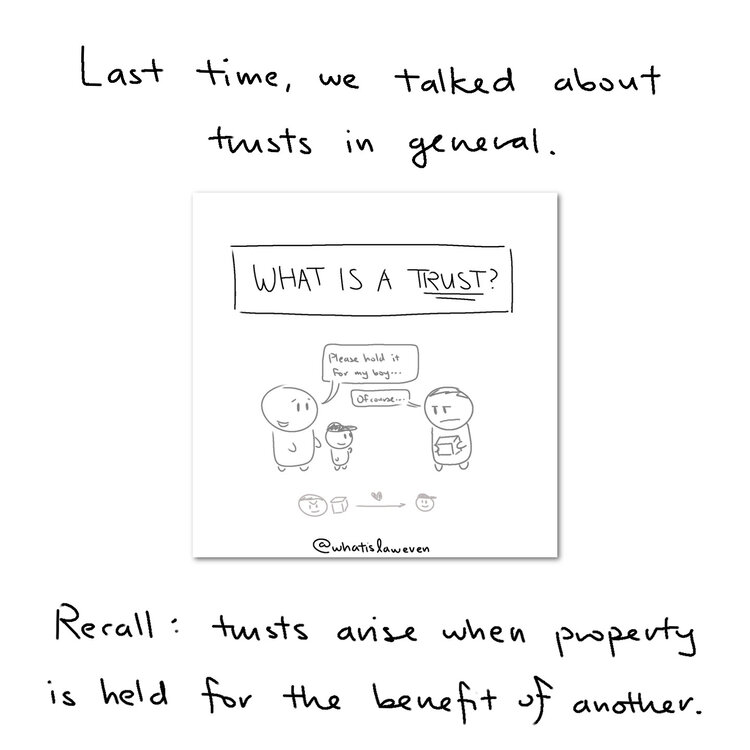 Last time, we talked about
trusts in general.
WHAT IS A TRUST?
Please hold it
for my boy...
Of course...
@whatislaweven
Recall: trusts arise when property
is held for the benefit of another.